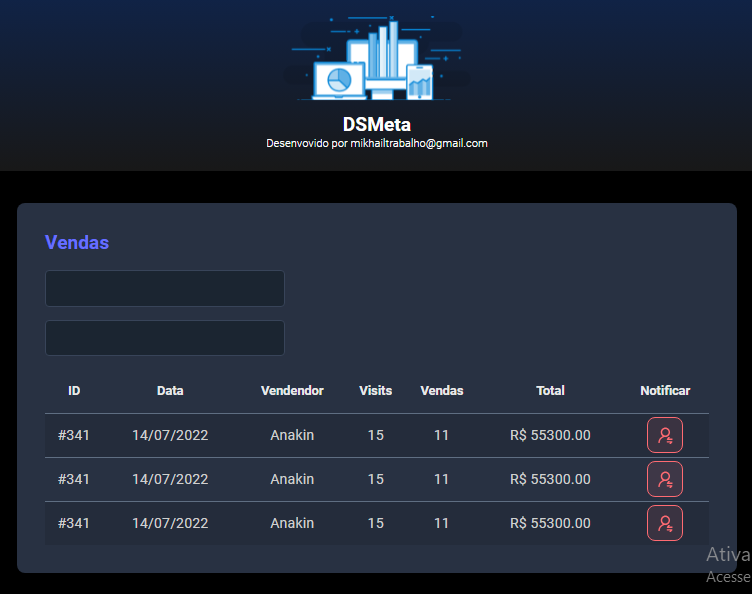 DSMeta
Desenvovido por mikhailtrabalho@gmail.com
Vendas
ID Data Vendendor Visits Vendas Total Notificar
#341 14/07/2022 Anakin 15 11 R$ 55300.00
#341 14/07/2022 Anakin 15 11 R$ 55300.00
#341 14/07/2022 Anakin 15 11 R$ 55300.00
Ativa
Acesse